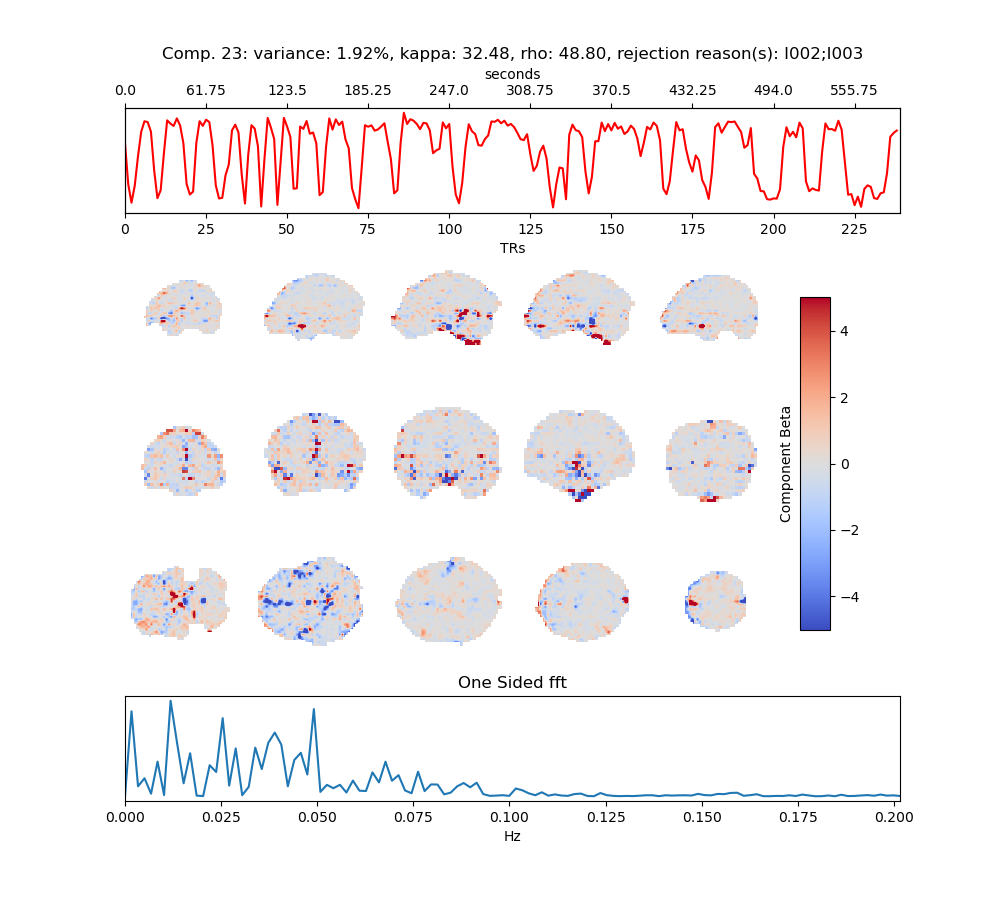 Comp. 23: variance: 1.92%, kappa: 32.48, rho: 48.80, rejection reason(s): I002;I003
seconds
0.0 61.75 123.5 185.25 247.0 308.75 370.5 432.25 494.0 555.75
0 25 50 75 100 125 150 175 200 225
TRs
4
2
0
−2
−4
Component Beta
One Sided fft
0.000 0.025 0.050 0.075 0.100 0.125 0.150 0.175 0.200
Hz